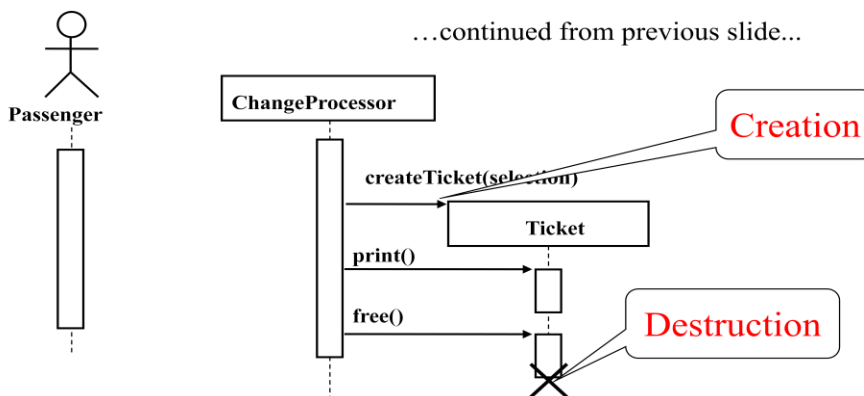 …continued from previous slide...
Passenger
ChangeProcessor
Creation
createTicket(selection)
Ticket
print()
free()
Destruction